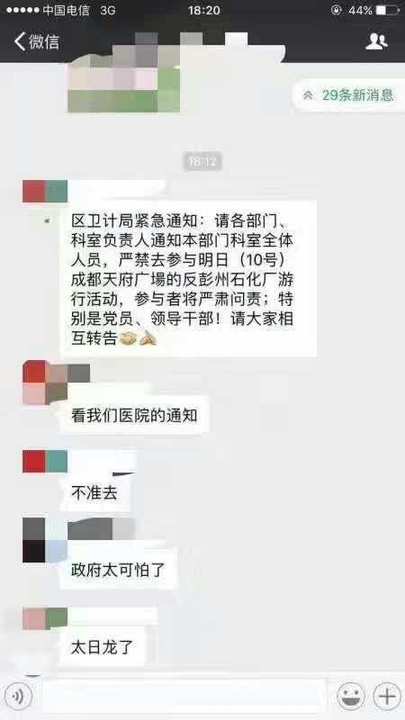 中国电信 3G 18:20 44%
微信
29条新消息
18:12
区卫计局紧急通知：请各部门、
科室负责人通知本部门科室全体
人员，严禁去参与明日（10号）
成都天府广場的反彭州石化厂游
行活动，参与者将严肃问责；特
别是党员、领导干部！请大家相
互转告
看我们医院的通知
不准去
政府太可怕了
太日龙了